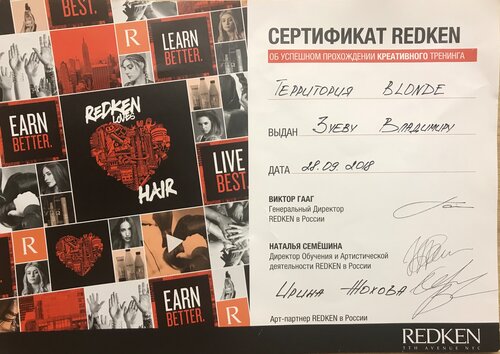 LEARN
BETTER.
R
EARN
BETTER.
REDKEN
LOVES
HAIR
LIVE
BEST.
R
EARN
BETTER.
СЕРТИФИКАТ REDKEN
ОБ УСПЕШНОМ ПРОХОЖДЕНИИ КРЕАТИВНОГО ТРЕНИНГА
Территория BLONDE
ВЫДАН Зуеву Владимиру
ДАТА 28.09.2018
ВИКТОР ГААГ
Генеральный Директор
REDKEN в России
НАТАЛЬЯ СЕМЁШИНА
Директор Обучения и Артистической
деятельности REDKEN в России
Ирина Жохова
Арт-партнер REDKEN в России
REDKEN
5TH AVENUE NYC